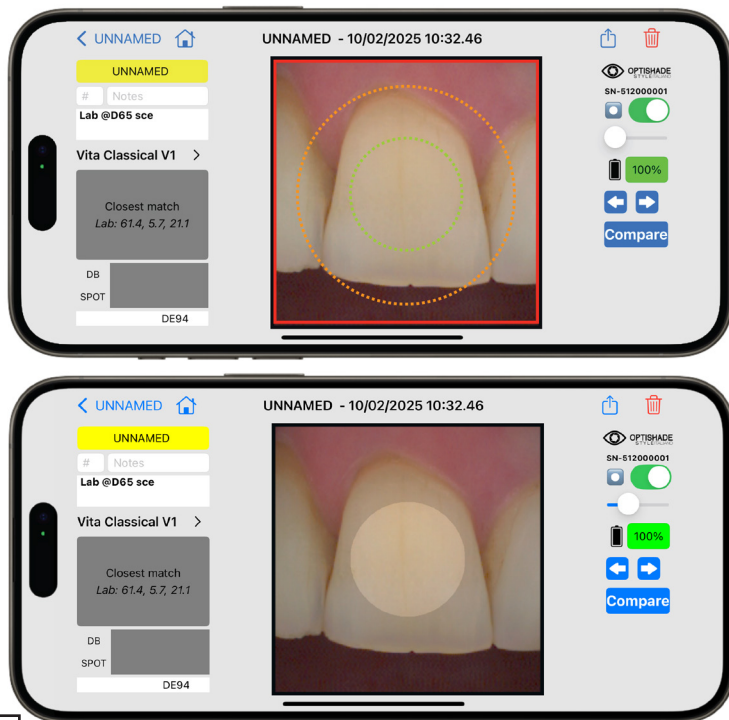 UNNAMED
UNNAMED - 10/02/2025 10:32.46
UNNAMED
# Notes
Lab @D65 sce
Vita Classical V1 >
Closest match
Lab: 61.4, 5.7, 21.1
DB
SPOT
DE94
OPTISHADE
STYLEITALIANO
SN-512000001
100%
Compare
UNNAMED
UNNAMED - 10/02/2025 10:32.46
UNNAMED
# Notes
Lab @D65 sce
Vita Classical V1 >
Closest match
Lab: 61.4, 5.7, 21.1
DB
SPOT
DE94
OPTISHADE
STYLEITALIANO
SN-512000001
100%
Compare